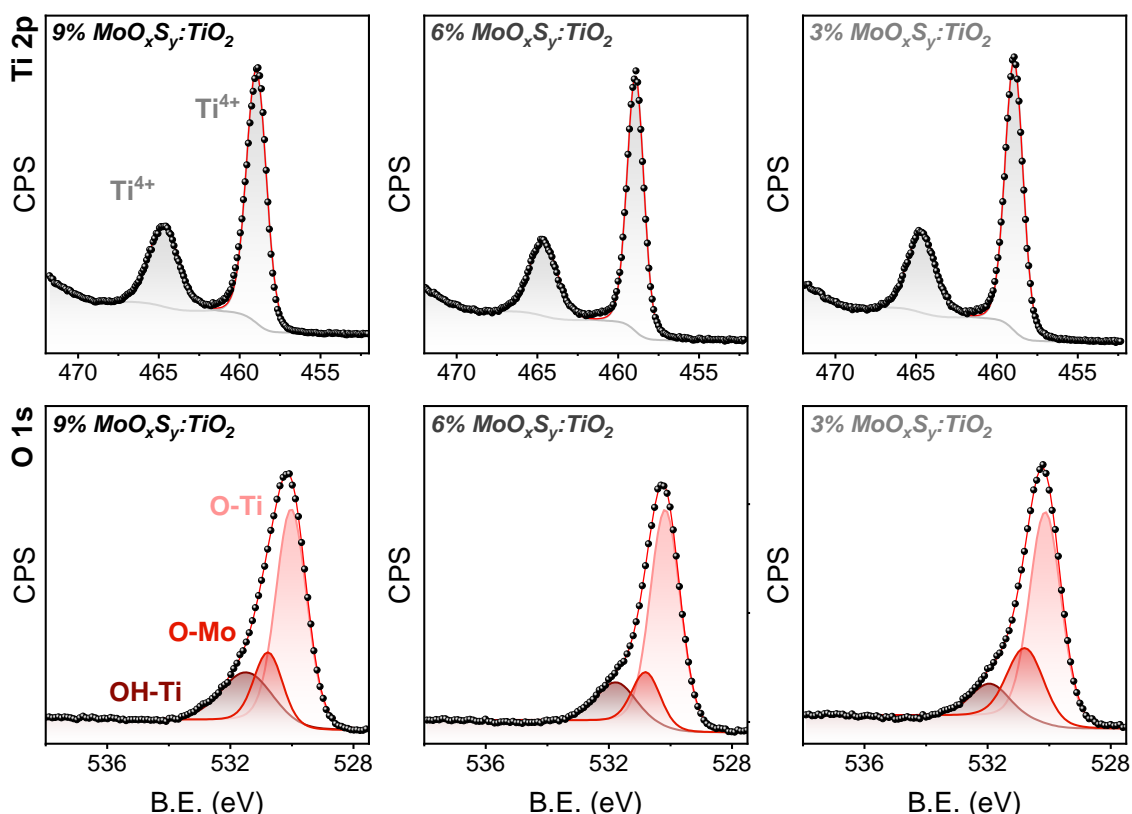 Ti 2p
9% MoOxSy:TiO2
6% MoOxSy:TiO2
3% MoOxSy:TiO2
Ti4+
Ti4+
CPS
CPS
CPS
470 465 460 455
470 465 460 455
470 465 460 455
O 1s
9% MoOxSy:TiO2
6% MoOxSy:TiO2
3% MoOxSy:TiO2
O-Ti
O-Mo
OH-Ti
CPS
CPS
CPS
536 532 528
536 532 528
536 532 528
B.E. (eV)
B.E. (eV)
B.E. (eV)